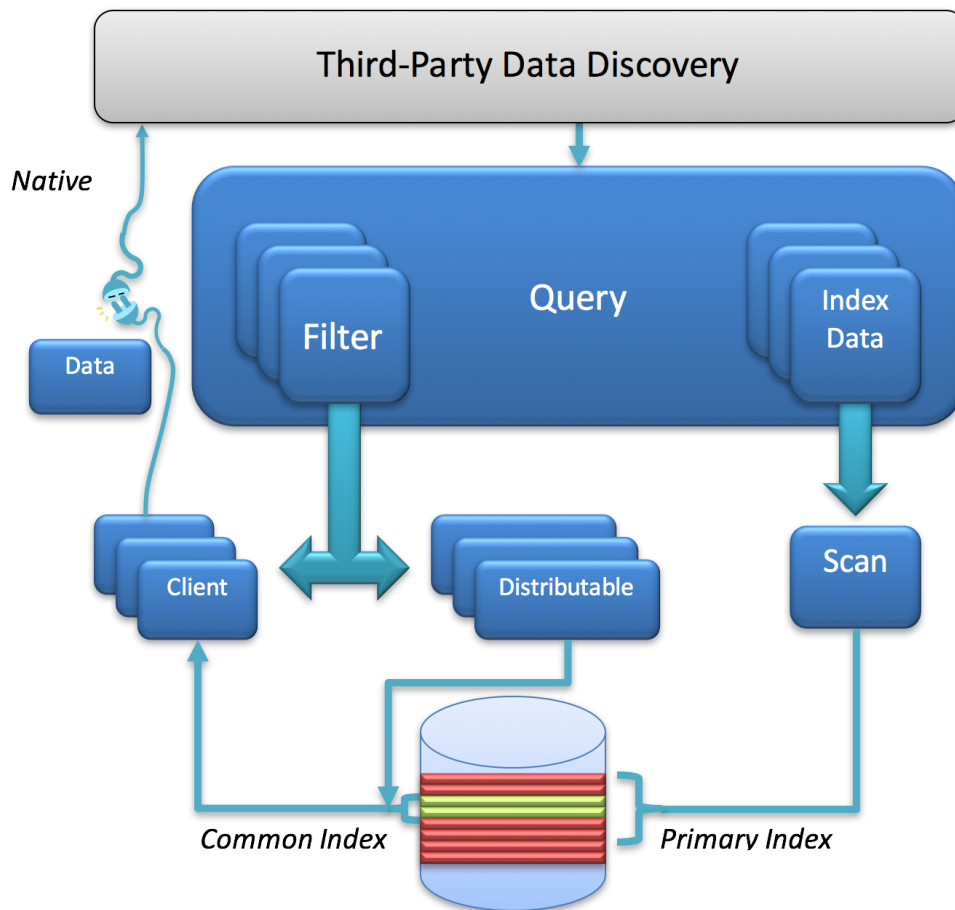 Third-Party Data Discovery
Native
Query
Filter
Index
Data
Data
Client
Distributable
Scan
Common Index
Primary Index